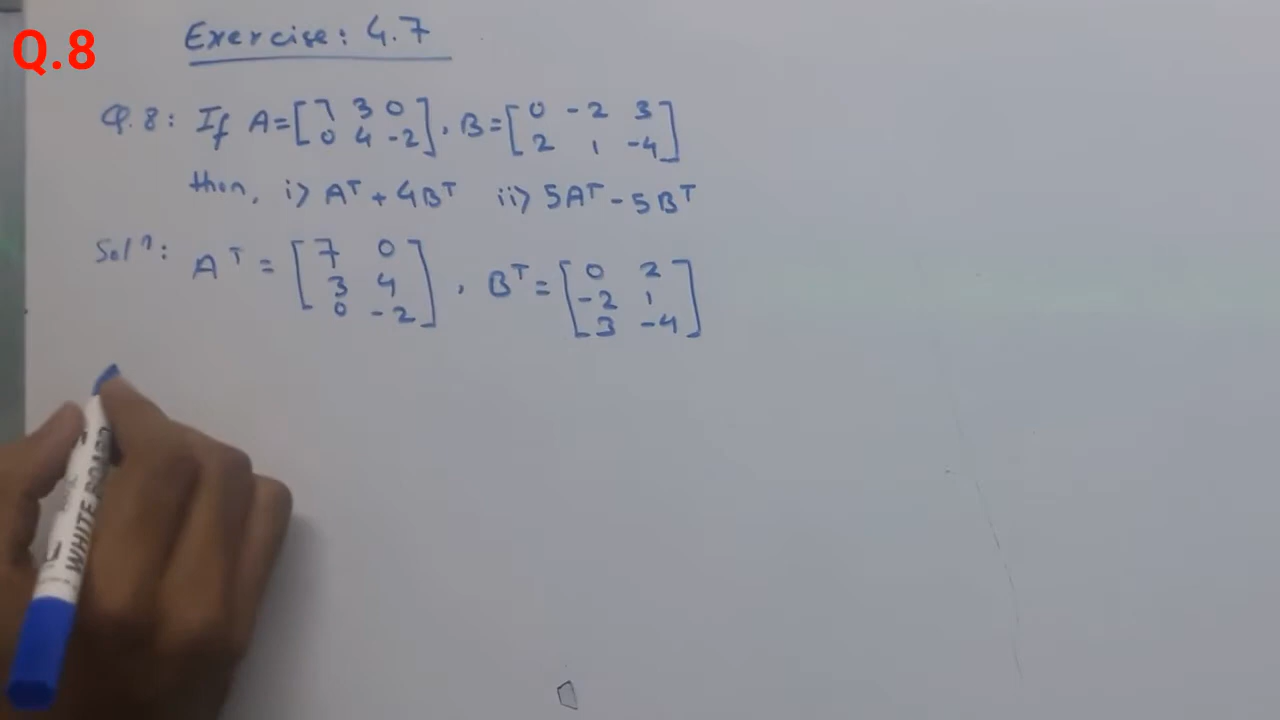 Q.8
Exercise: 4.7
Q.8: If A=[7 3 0
0 4 -2], B=[0 -2 3
2 1 -4]
then, i> Aᵀ + 4Bᵀ ii> 5Aᵀ - 5Bᵀ
Solⁿ: Aᵀ = [7 0
3 4
0 -2], Bᵀ = [0 2
-2 1
3 -4]
WHITE BOARD